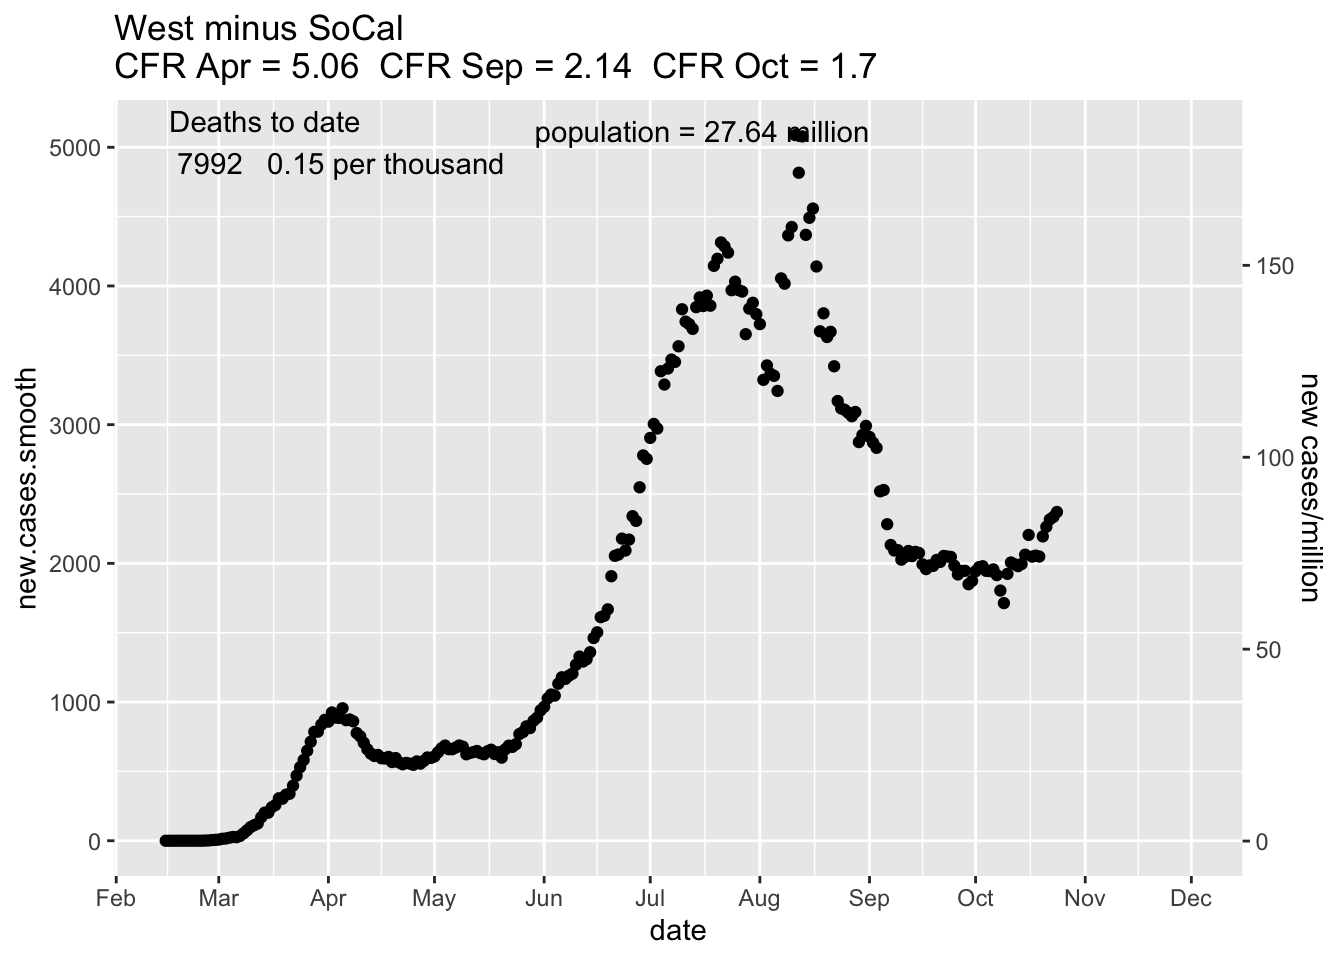 West minus SoCal
CFR Apr = 5.06  CFR Sep = 2.14  CFR Oct = 1.7
Deaths to date
7992   0.15 per thousand
population = 27.64 million
new.cases.smooth
5000
4000
3000
2000
1000
0
150
100
50
0
new cases/million
Feb Mar Apr May Jun Jul Aug Sep Oct Nov Dec
date